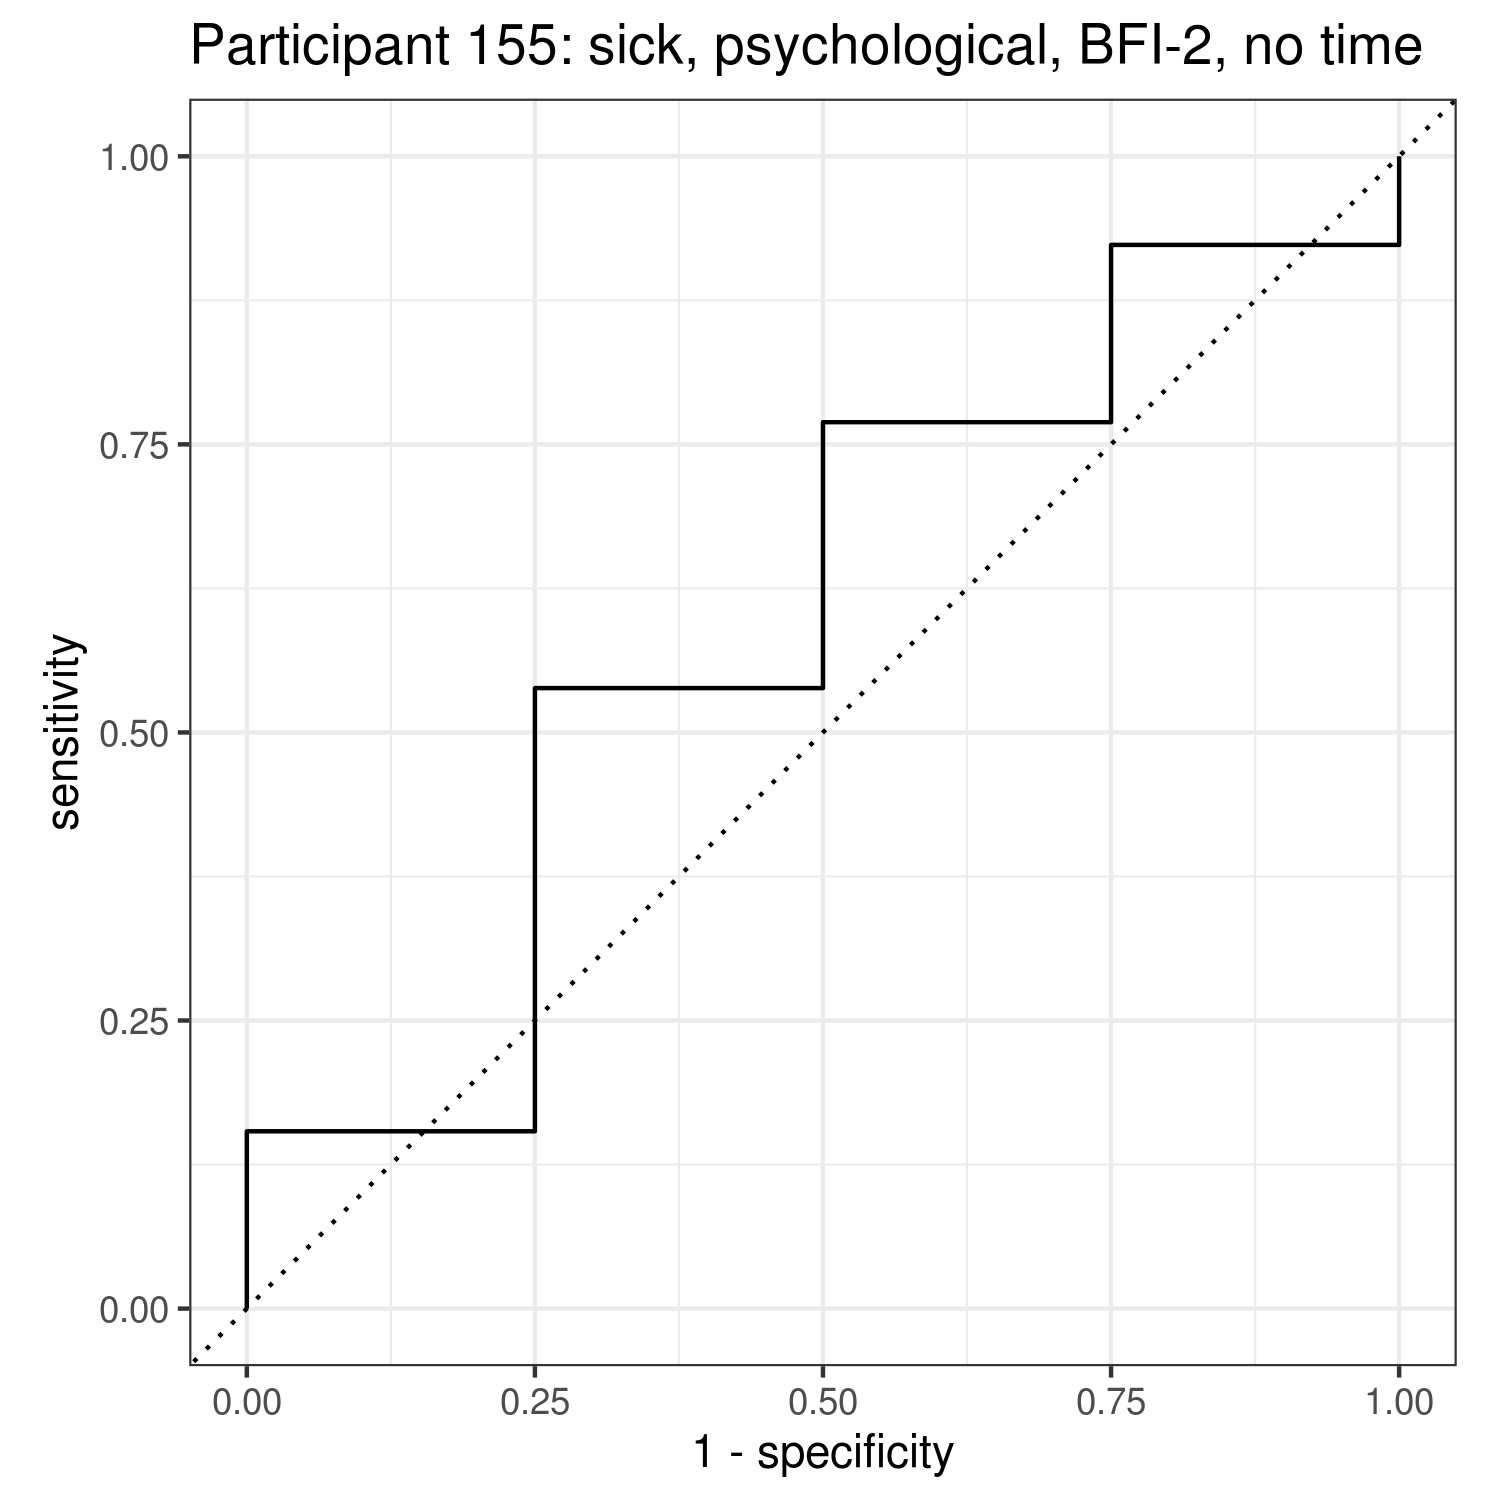 Participant 155: sick, psychological, BFI-2, no time
1.00
0.75
0.50
0.25
0.00
sensitivity
0.00 0.25 0.50 0.75 1.00
1 - specificity